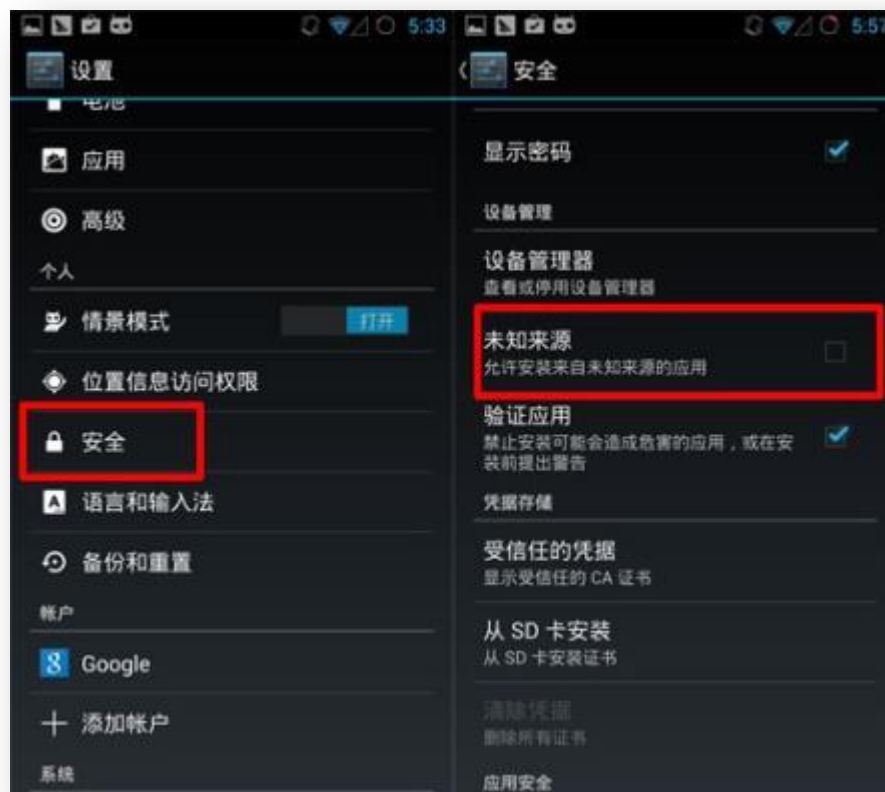 5:33
设置
电池
应用
高级
个人
情景模式
打开
位置信息访问权限
安全
语言和输入法
备份和重置
帐户
Google
添加帐户
系统
5:57
安全
显示密码
设备管理
设备管理器
查看或停用设备管理器
未知来源
允许安装来自未知来源的应用
验证应用
禁止安装可能会造成危害的应用，或在安
装前提出警告
凭据存储
受信任的凭据
显示受信任的 CA 证书
从 SD 卡安装
从 SD 卡安装证书
清除凭据
删除所有证书
应用安全